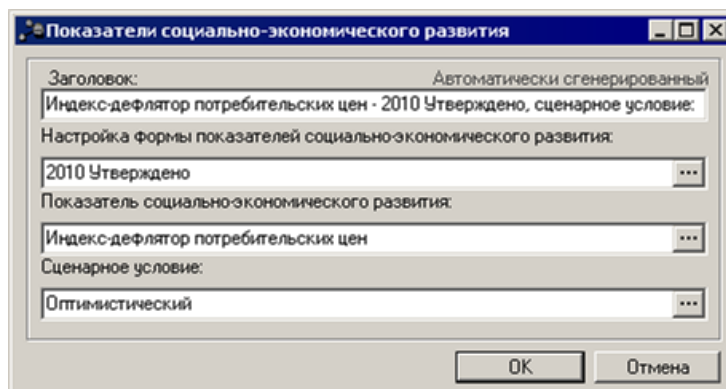 Показатели социально-экономического развития
Заголовок: Автоматически сгенерированный
Индекс-дефлятор потребительских цен - 2010 Утверждено, сценарное условие:
Настройка формы показателей социально-экономического развития:
2010 Утверждено
Показатель социально-экономического развития:
Индекс-дефлятор потребительских цен
Сценарное условие:
Оптимистический
OK Отмена